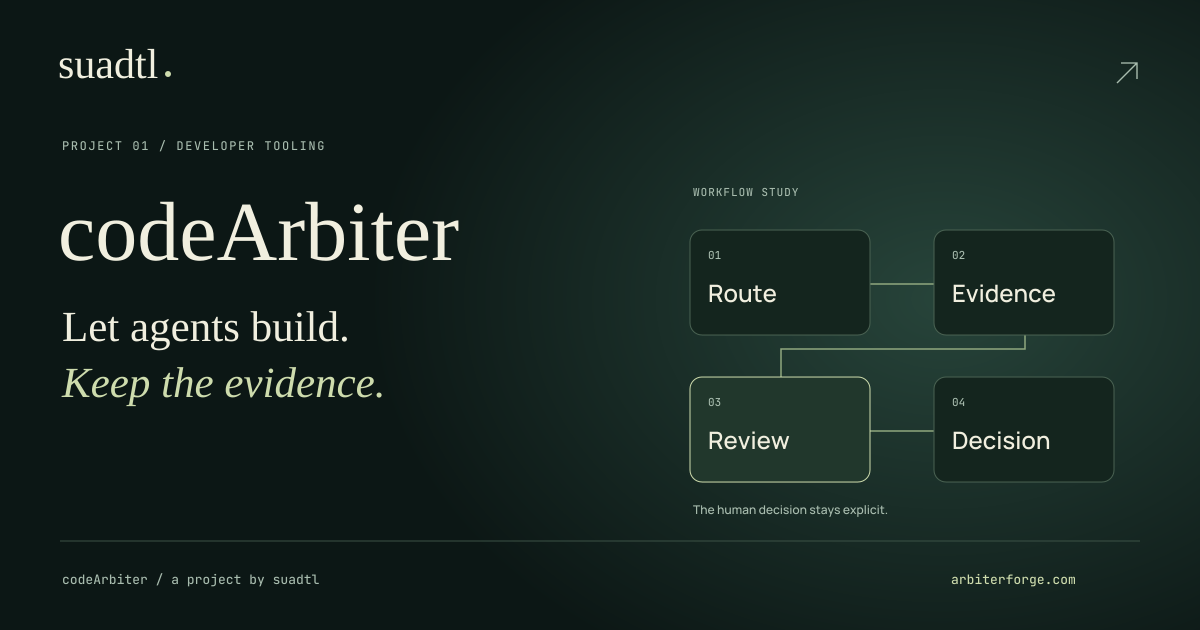 suadtl.
PROJECT 01 / DEVELOPER TOOLING
codeArbiter
Let agents build.
Keep the evidence.
WORKFLOW STUDY
01
Route
02
Evidence
03
Review
04
Decision
The human decision stays explicit.
codeArbiter / a project by suadtl
arbiterforge.com